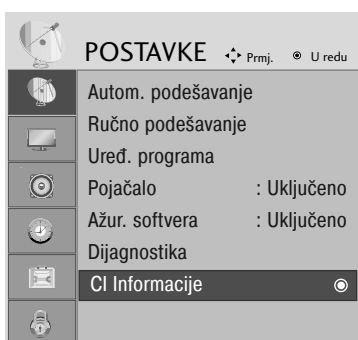 POSTAVKE Prmj. U redu
Autom. podešavanje
Ručno podešavanje
Uređ. programa
Pojačalo : Uključeno
Ažur. softvera : Uključeno
Dijagnostika
CI Informacije